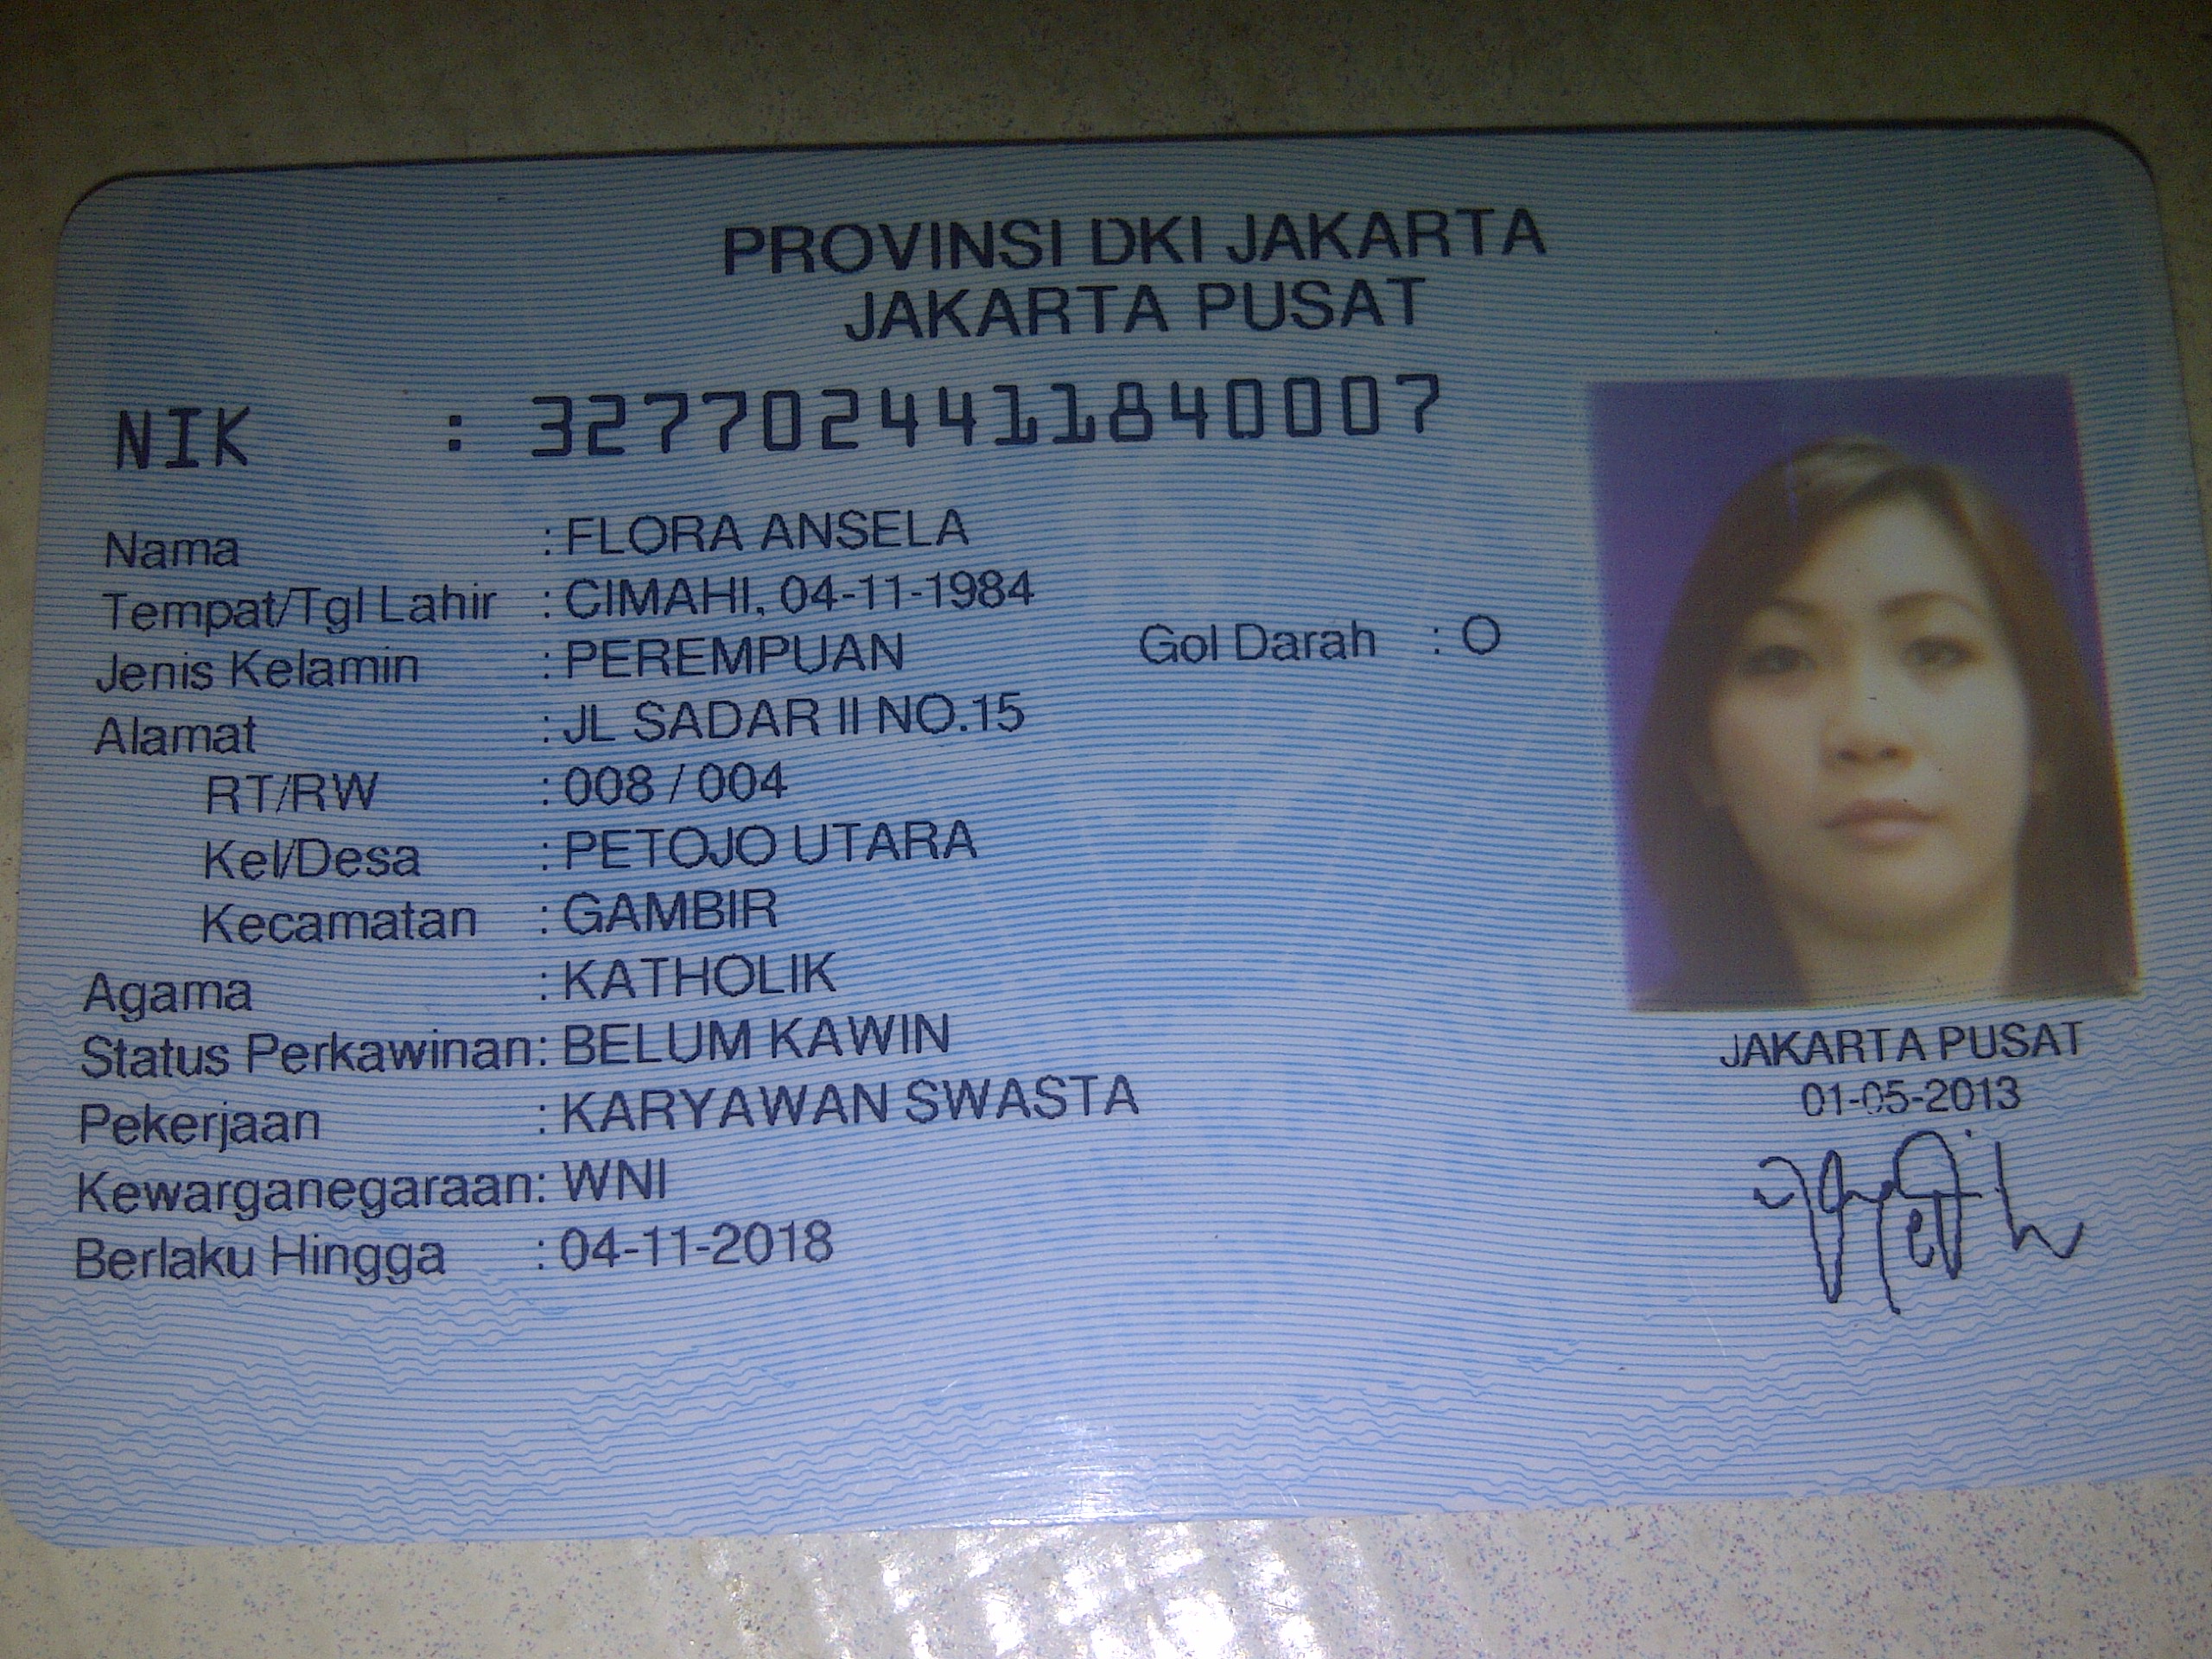 PROVINSI DKI JAKARTA
JAKARTA PUSAT
NIK : 3277024411840007
Nama : FLORA ANSELA
Tempat/Tgl Lahir : CIMAHI, 04-11-1984
Jenis Kelamin : PEREMPUAN Gol Darah : O
Alamat : JL SADAR II NO.15
RT/RW : 008 / 004
Kel/Desa : PETOJO UTARA
Kecamatan : GAMBIR
Agama : KATHOLIK
Status Perkawinan : BELUM KAWIN
Pekerjaan : KARYAWAN SWASTA
Kewarganegaraan : WNI
Berlaku Hingga : 04-11-2018
JAKARTA PUSAT
01-05-2013